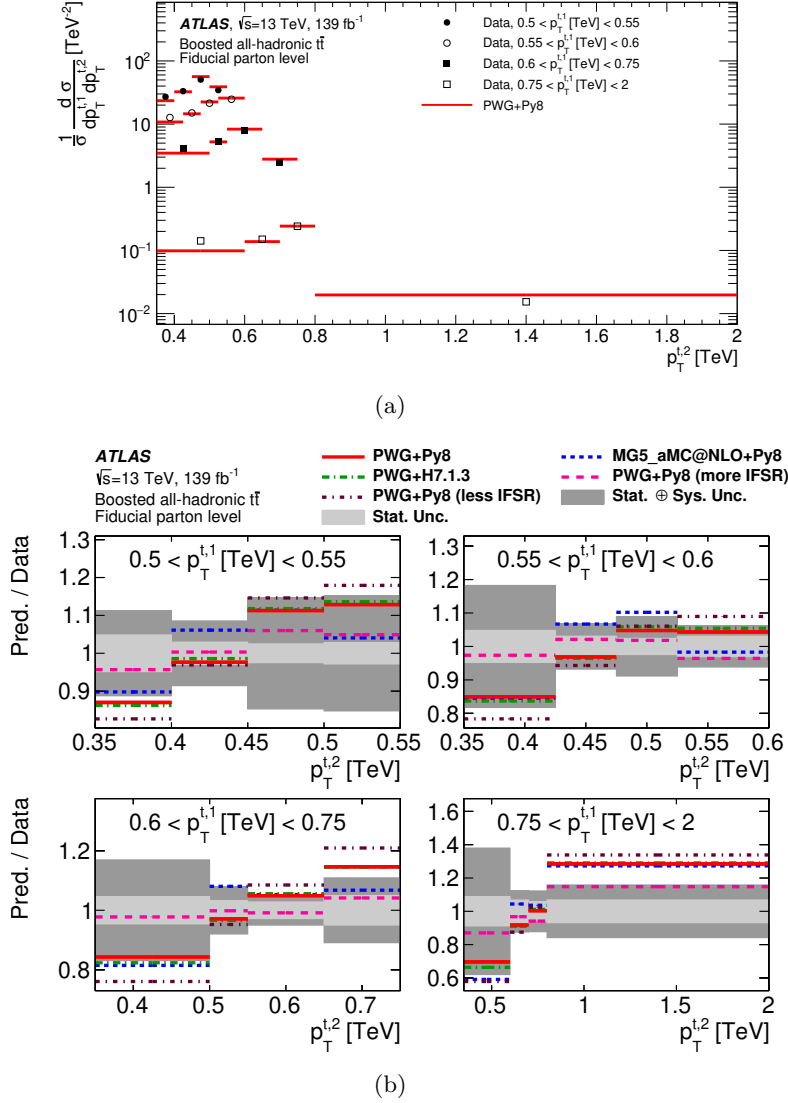 ATLAS, √s=13 TeV, 139 fb⁻¹
Boosted all-hadronic tt̄
Fiducial parton level
Data, 0.5 < p_T^{t,1} [TeV] < 0.55
Data, 0.55 < p_T^{t,1} [TeV] < 0.6
Data, 0.6 < p_T^{t,1} [TeV] < 0.75
Data, 0.75 < p_T^{t,1} [TeV] < 2
PWG+Py8
1/σ d σ / dp_T^{t,1} dp_T^{t,2} [TeV⁻²]
10²
10
1
10⁻¹
10⁻²
0.4 0.6 0.8 1 1.2 1.4 1.6 1.8 2
p_T^{t,2} [TeV]
(a)
ATLAS
√s=13 TeV, 139 fb⁻¹
Boosted all-hadronic tt̄
Fiducial parton level
PWG+Py8
PWG+H7.1.3
PWG+Py8 (less IFSR)
Stat. Unc.
MG5_aMC@NLO+Py8
PWG+Py8 (more IFSR)
Stat. ⊕ Sys. Unc.
Pred. / Data
0.5 < p_T^{t,1} [TeV] < 0.55
1.3
1.2
1.1
1
0.9
0.35 0.4 0.45 0.5 0.55
p_T^{t,2} [TeV]
0.55 < p_T^{t,1} [TeV] < 0.6
1.3
1.2
1.1
1
0.9
0.8
0.35 0.4 0.45 0.5 0.55 0.6
p_T^{t,2} [TeV]
Pred. / Data
0.6 < p_T^{t,1} [TeV] < 0.75
1.2
1
0.8
0.4 0.5 0.6 0.7
p_T^{t,2} [TeV]
0.75 < p_T^{t,1} [TeV] < 2
1.6
1.4
1.2
1
0.8
0.6
0.5 1 1.5 2
p_T^{t,2} [TeV]
(b)